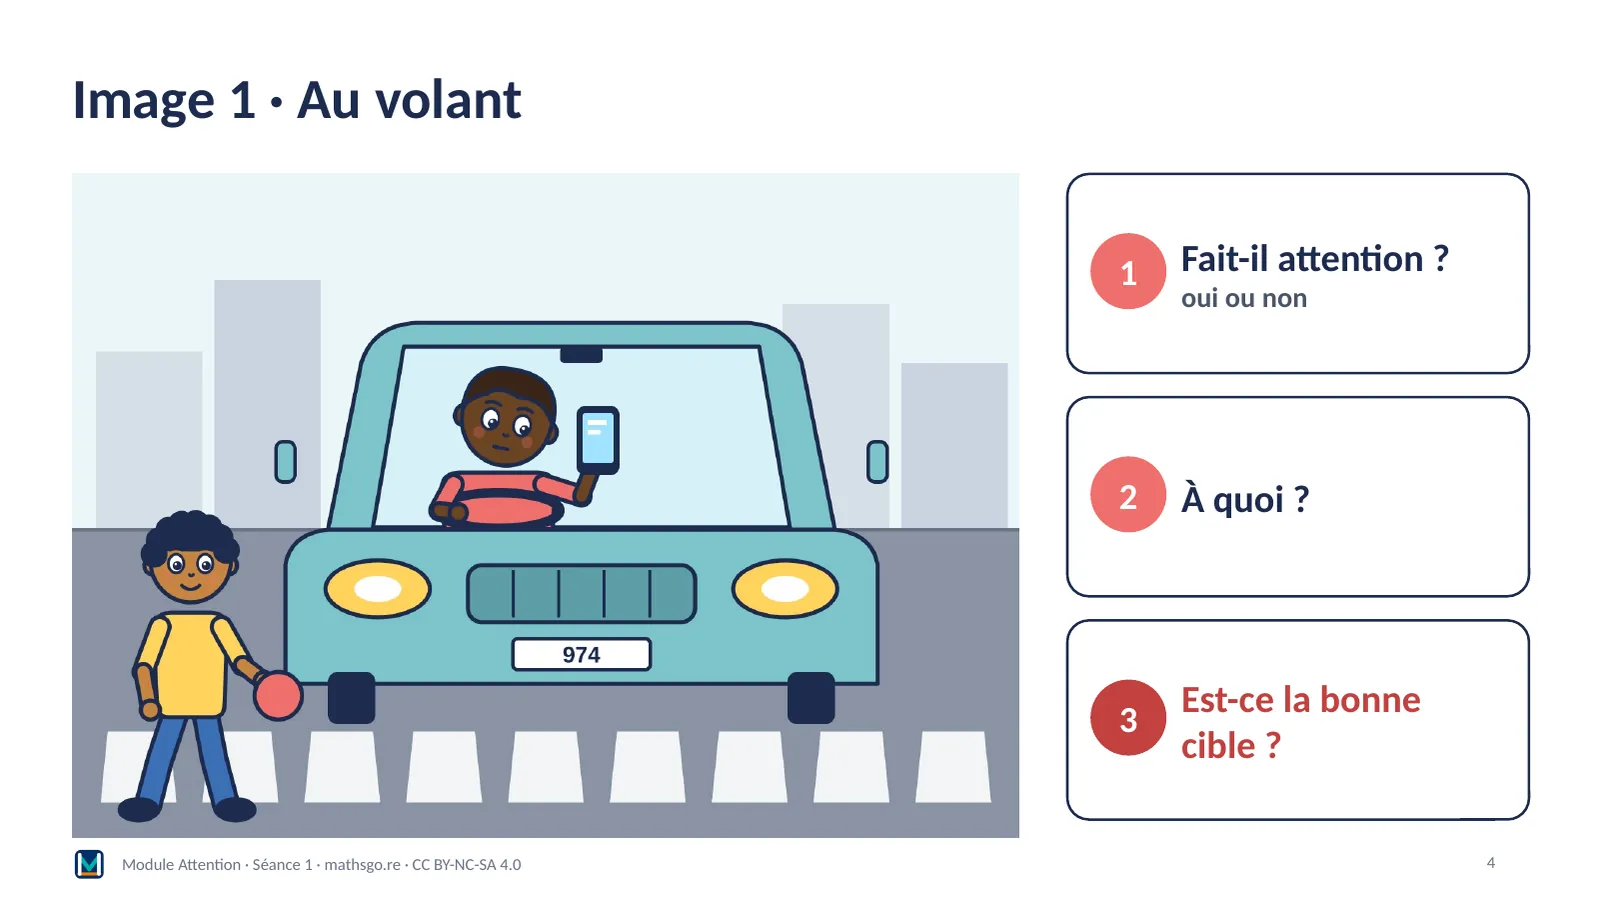 Image 1 · Au volant
974
1
Fait-il attention ?
oui ou non
2
À quoi ?
3
Est-ce la bonne
cible ?
Module Attention · Séance 1 · mathsgo.re · CC BY-NC-SA 4.0
4